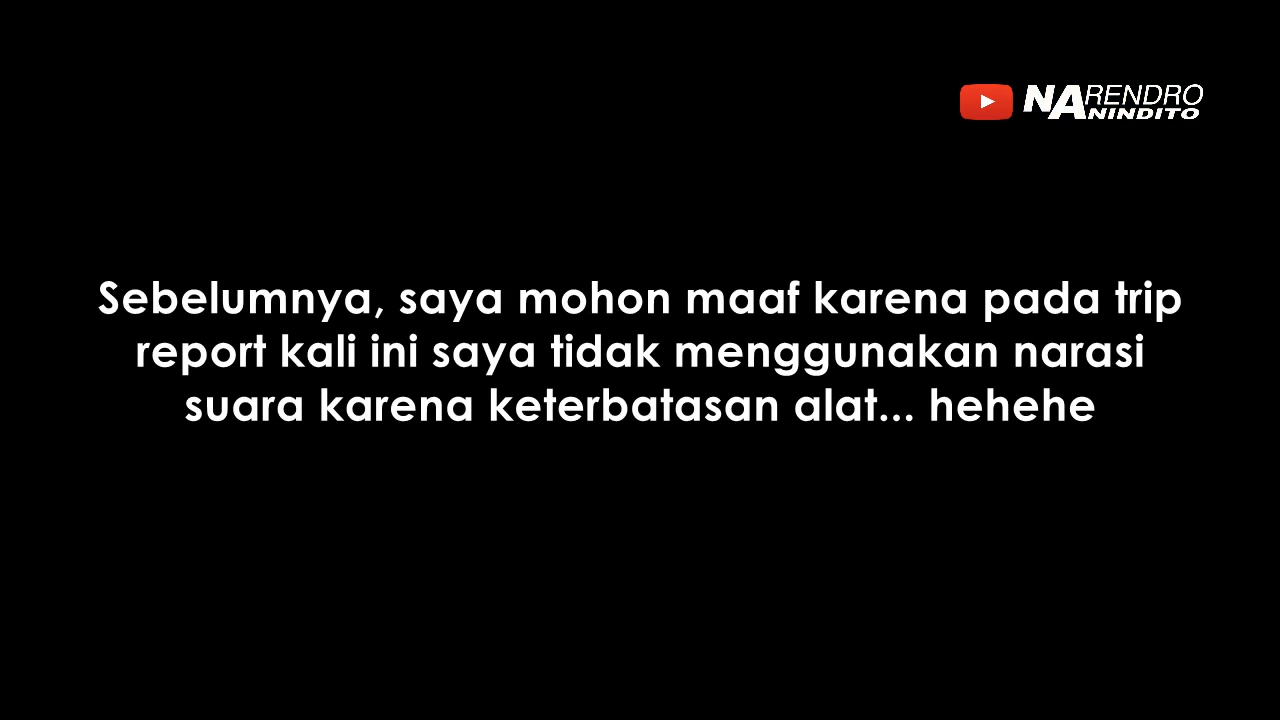 NARENDRO
ANINDITO
Sebelumnya, saya mohon maaf karena pada trip
report kali ini saya tidak menggunakan narasi
suara karena keterbatasan alat... hehehe